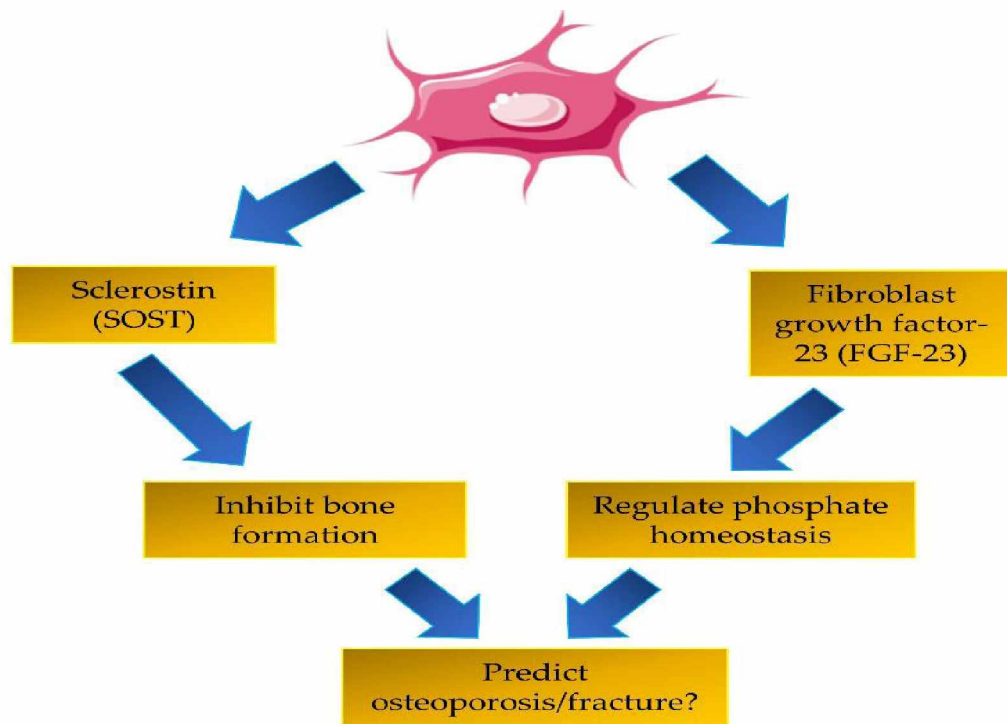 Sclerostin
(SOST)
Fibroblast
growth factor-
23 (FGF-23)
Inhibit bone
formation
Regulate phosphate
homeostasis
Predict
osteoporosis/fracture?